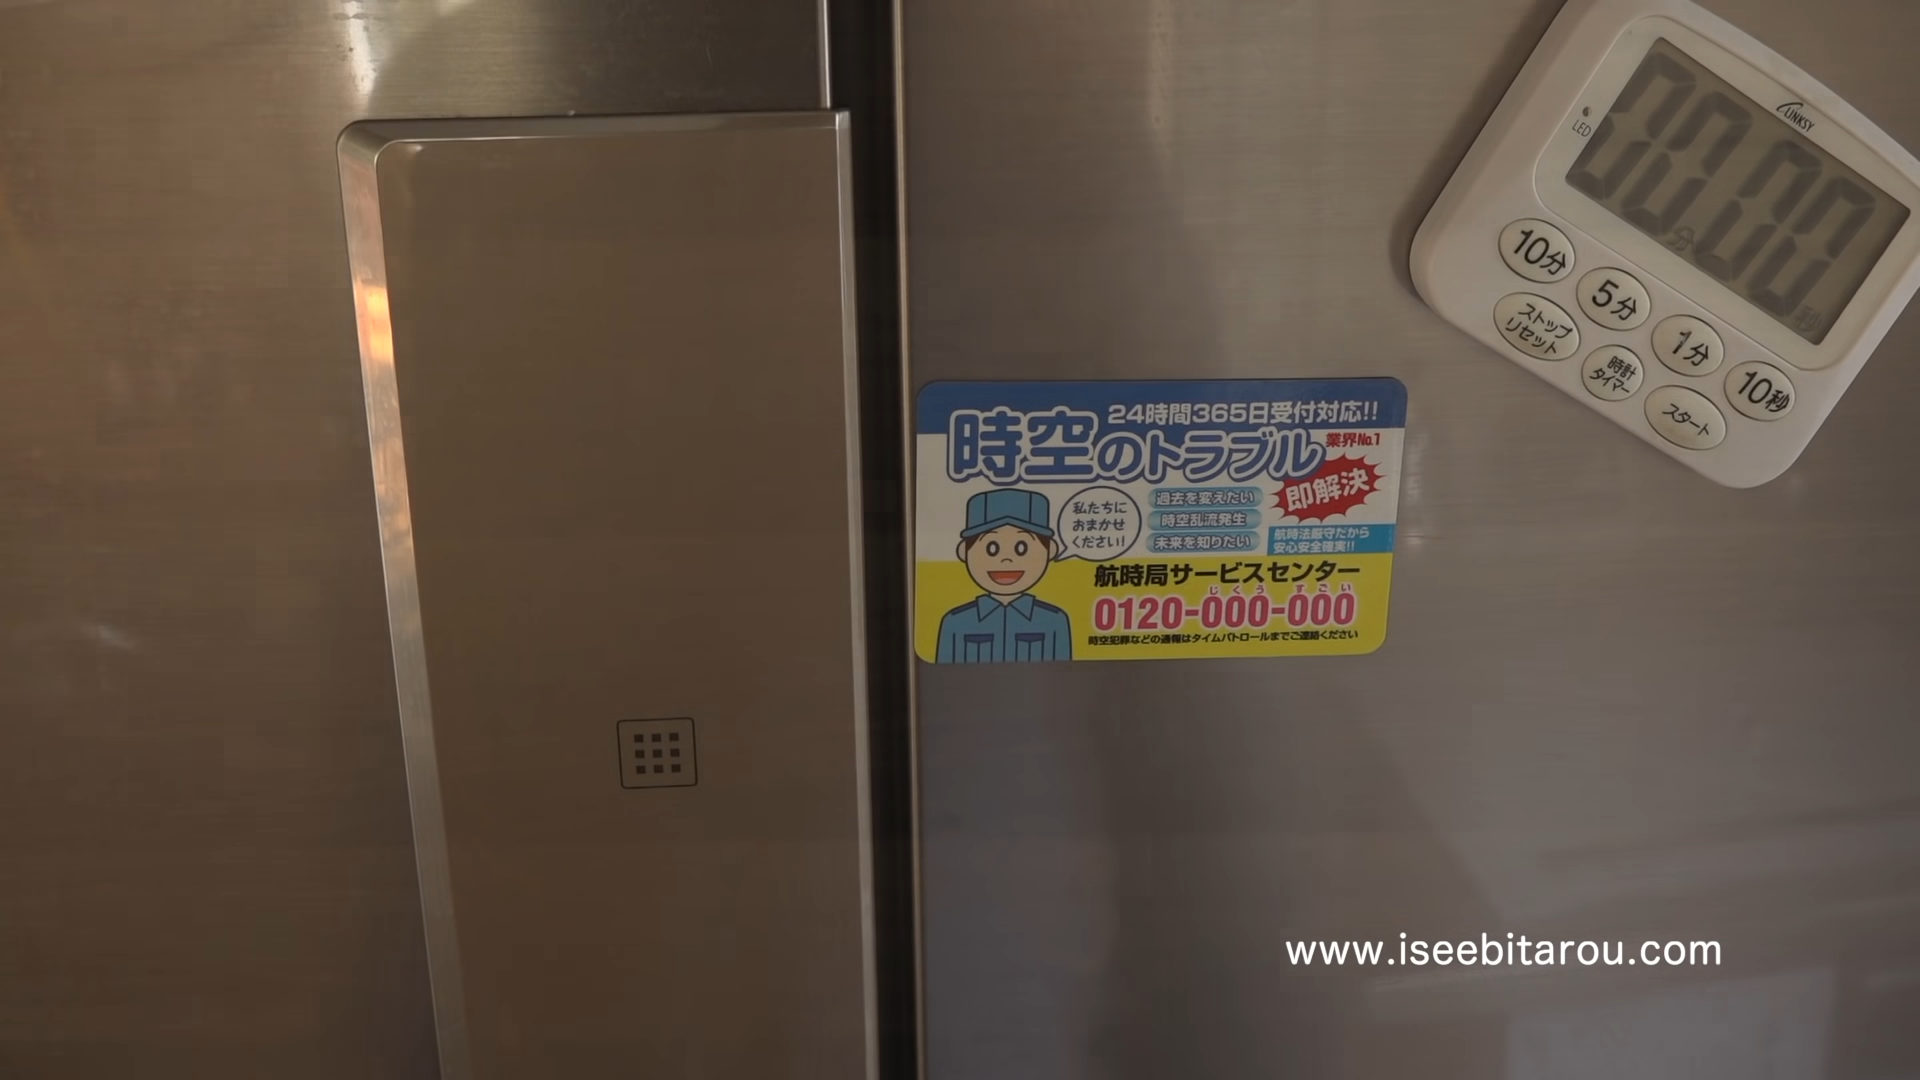 24時間365日受付対応!!
時空のトラブル
業界No.1
即解決
私たちに
おまかせ
ください!
過去を変えたい
時空乱流発生
未来を知りたい
航時法厳守だから
安心安全確実!!
航時局サービスセンター
じくう すごい
0120-000-000
時空犯罪などの通報はタイムパトロールまでご連絡ください
LINKSY
LED
00分00秒
10分
5分
1分
10秒
ストップ
リセット
時計
タイマー
スタート
www.iseebitarou.com